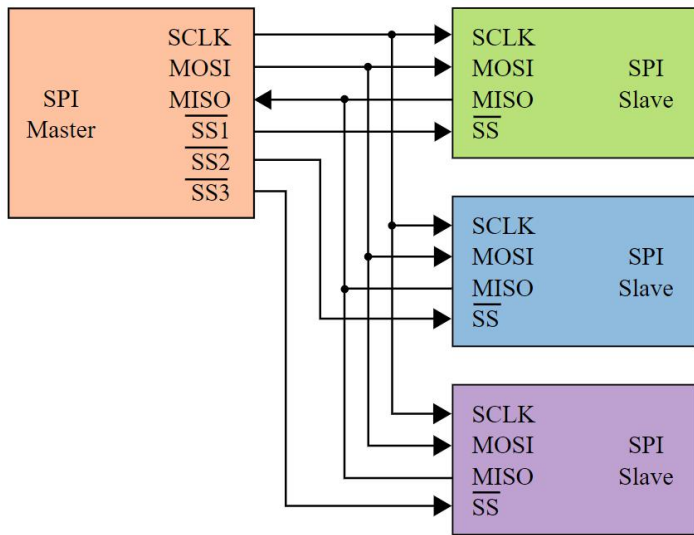 SCLK
MOSI
MISO
SS1
SS2
SS3
SPI
Master
SCLK
MOSI
MISO
SS
SPI
Slave
SCLK
MOSI
MISO
SS
SPI
Slave
SCLK
MOSI
MISO
SS
SPI
Slave